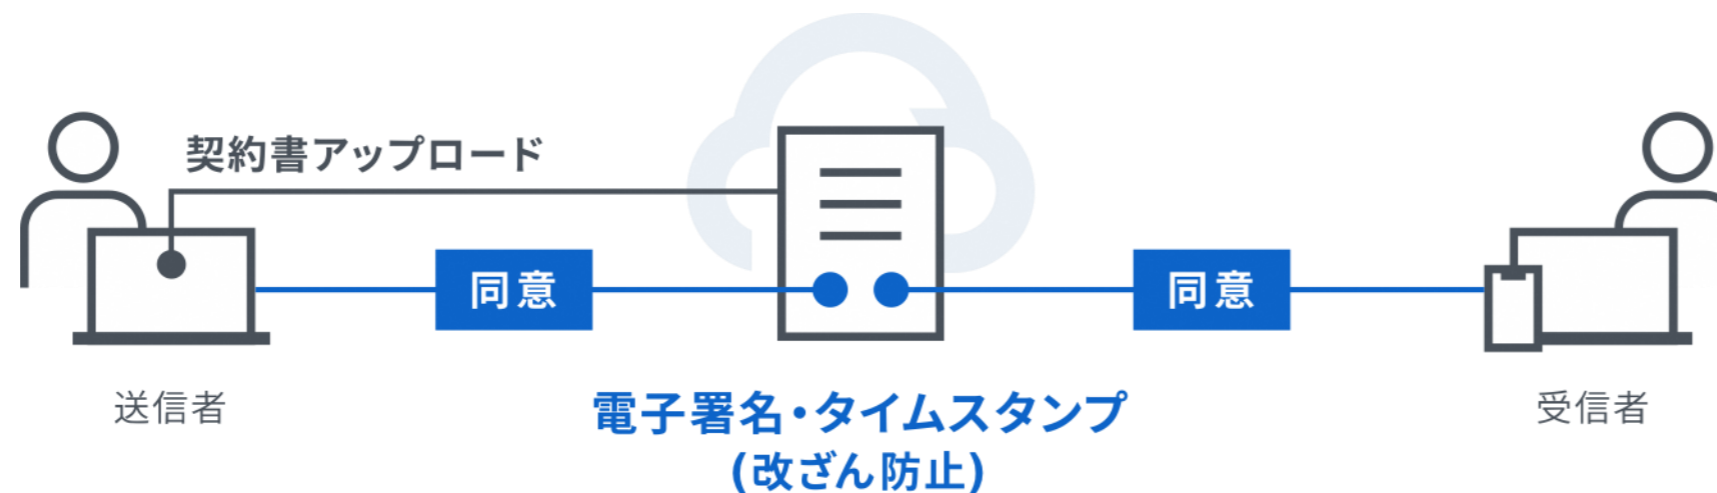 契約書アップロード
同意
同意
送信者
電子署名・タイムスタンプ
(改ざん防止)
受信者